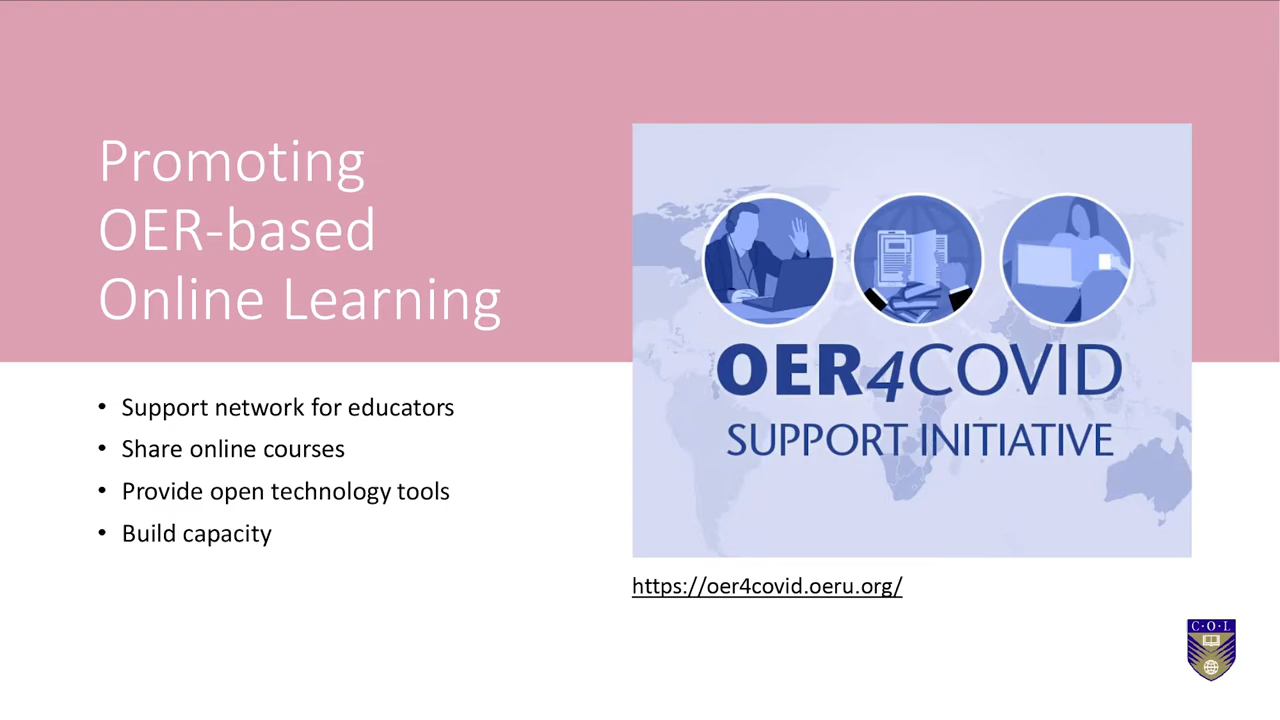 Promoting
OER-based
Online Learning
• Support network for educators
• Share online courses
• Provide open technology tools
• Build capacity
OER4COVID
SUPPORT INITIATIVE
https://oer4covid.oeru.org/
C·O·L